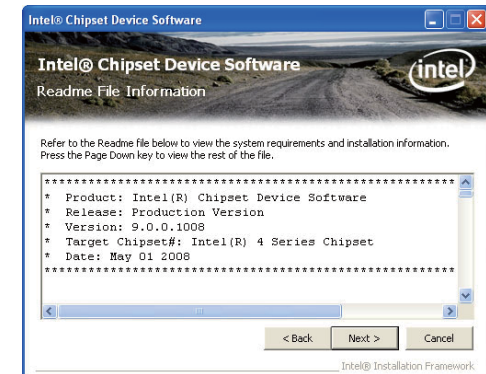 Intel® Chipset Device Software
Intel® Chipset Device Software
Readme File Information
intel
Refer to the Readme file below to view the system requirements and installation information.
Press the Page Down key to view the rest of the file.
*********************************************************
* Product: Intel(R) Chipset Device Software
* Release: Production Version
* Version: 9.0.0.1008
* Target Chipset#: Intel(R) 4 Series Chipset
* Date: May 01 2008
*********************************************************
< Back Next > Cancel
Intel® Installation Framework